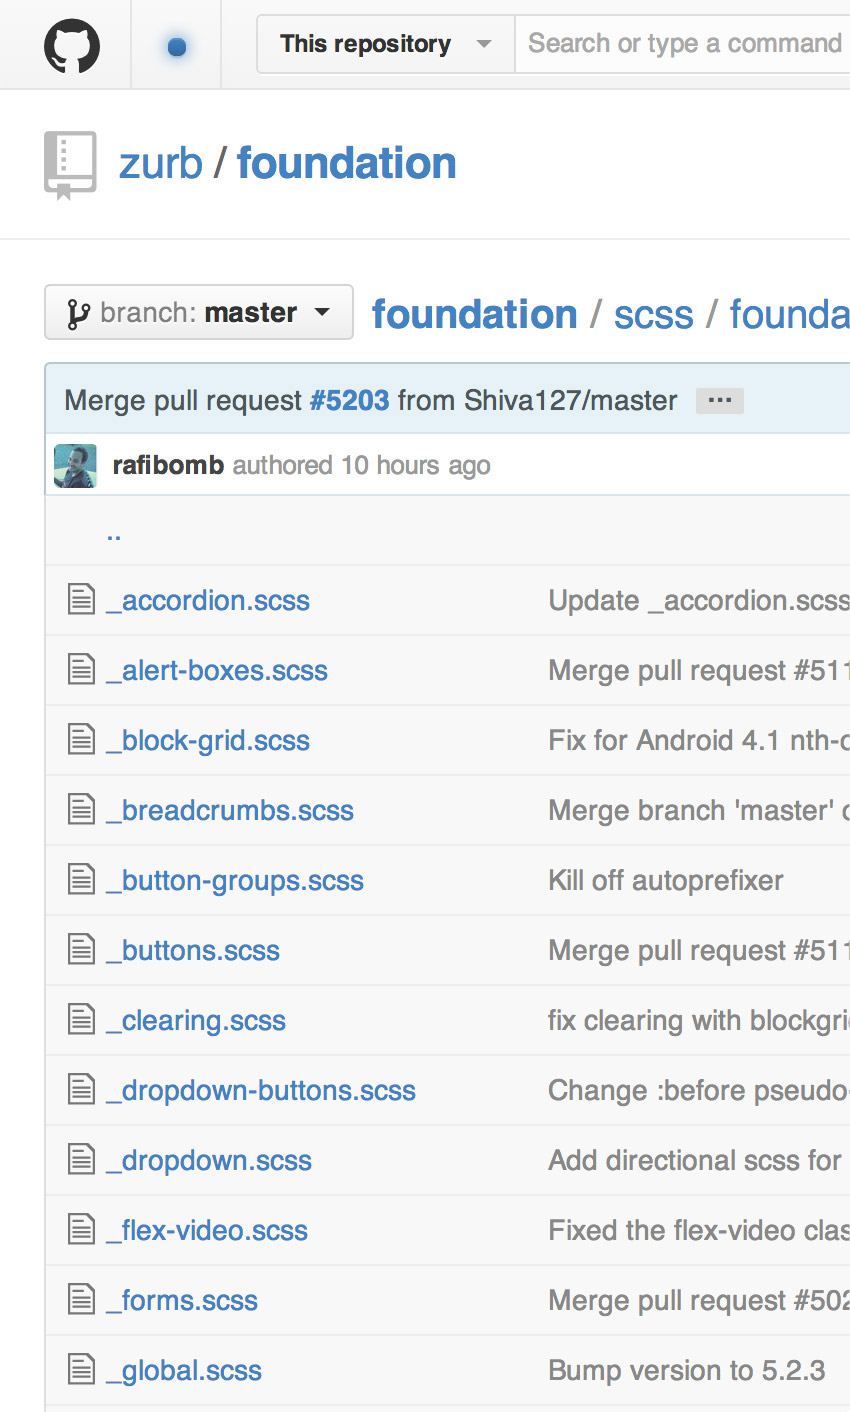 This repository Search or type a command
zurb / foundation
branch: master foundation / scss / founda
Merge pull request #5203 from Shiva127/master ...
rafibomb authored 10 hours ago
..
_accordion.scss Update _accordion.scss
_alert-boxes.scss Merge pull request #511
_block-grid.scss Fix for Android 4.1 nth-c
_breadcrumbs.scss Merge branch 'master' o
_button-groups.scss Kill off autoprefixer
_buttons.scss Merge pull request #511
_clearing.scss fix clearing with blockgri
_dropdown-buttons.scss Change :before pseudo-
_dropdown.scss Add directional scss for
_flex-video.scss Fixed the flex-video clas
_forms.scss Merge pull request #502
_global.scss Bump version to 5.2.3